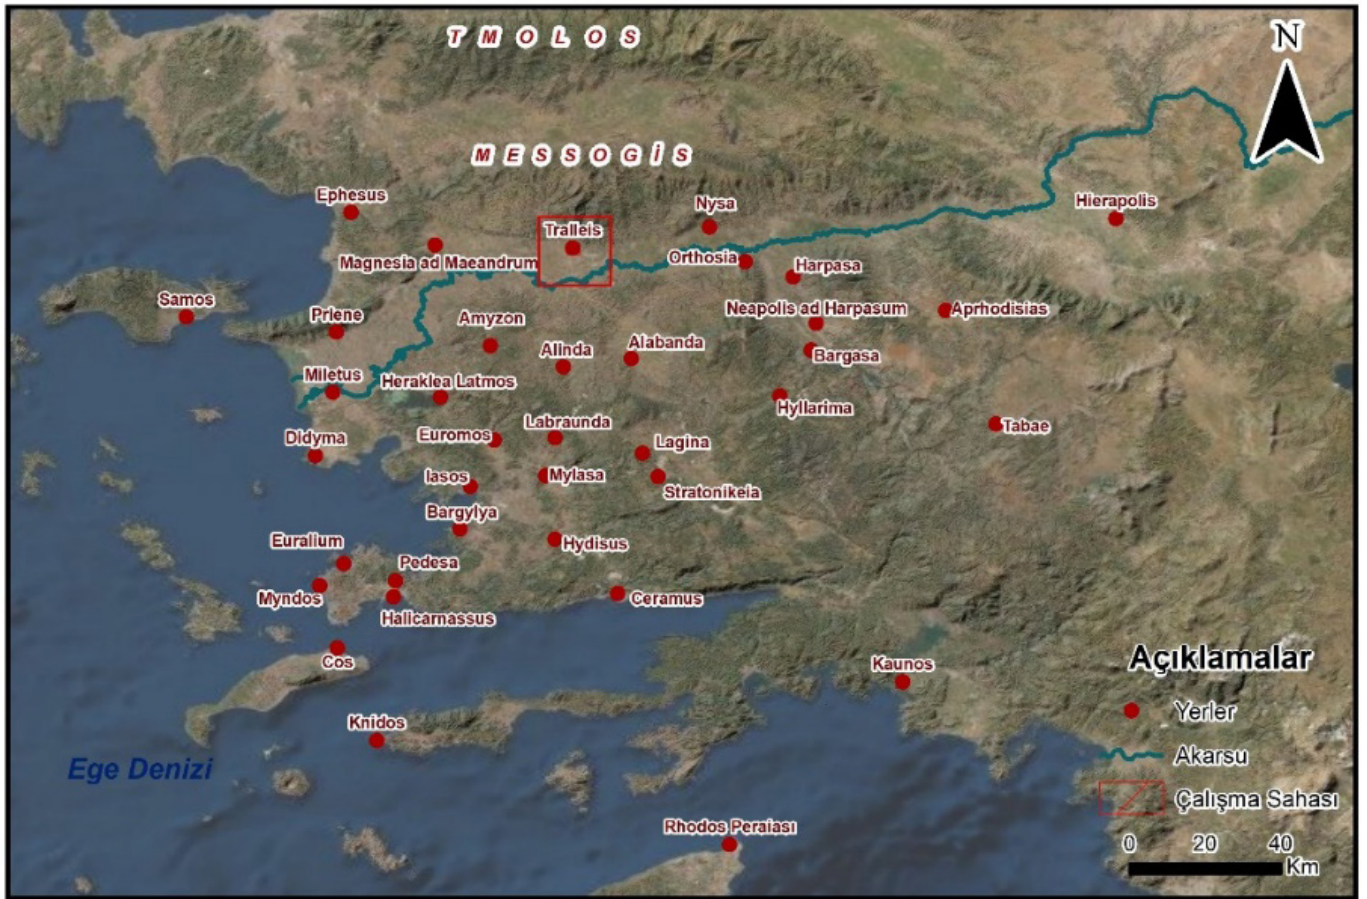 TMOLOS
N
MESSOGİS
Ephesus
Nysa
Hierapolis
Tralleis
Magnesia ad Maeandrum
Orthosia
Harpasa
Samos
Priene
Amyzon
Neapolis ad Harpasum
Aprhodisias
Alinda
Alabanda
Bargasa
Miletus
Heraklea Latmos
Hyllarima
Labraunda
Tabae
Didyma
Euromos
Lagina
Iasos
Mylasa
Stratonikeia
Bargylya
Euralium
Hydisus
Pedesa
Myndos
Ceramus
Halicarnassus
Cos
Kaunos
Açıklamalar
Yerler
Knidos
Akarsu
Ege Denizi
Çalışma Sahası
Rhodos Peraiası
0 20 40
Km